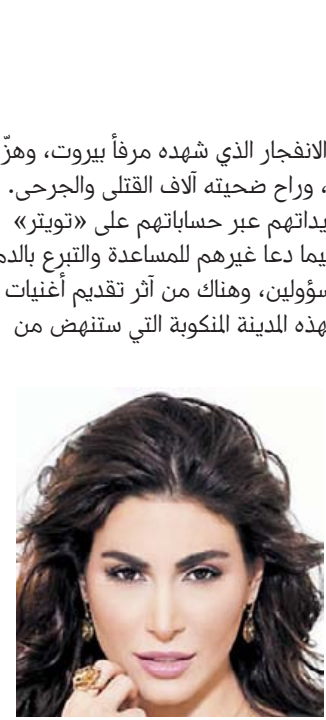 الانفجار الذي شهده مرفأ بيروت، وهزّ
، وراح ضحيته آلاف القتلى والجرحى.
يداتهم عبر حساباتهم على «تويتر»
يما دعا غيرهم للمساعدة والتبرع بالدم
سؤولين، وهناك من آثر تقديم أغنيات
هذه المدينة المنكوبة التي ستنهض من